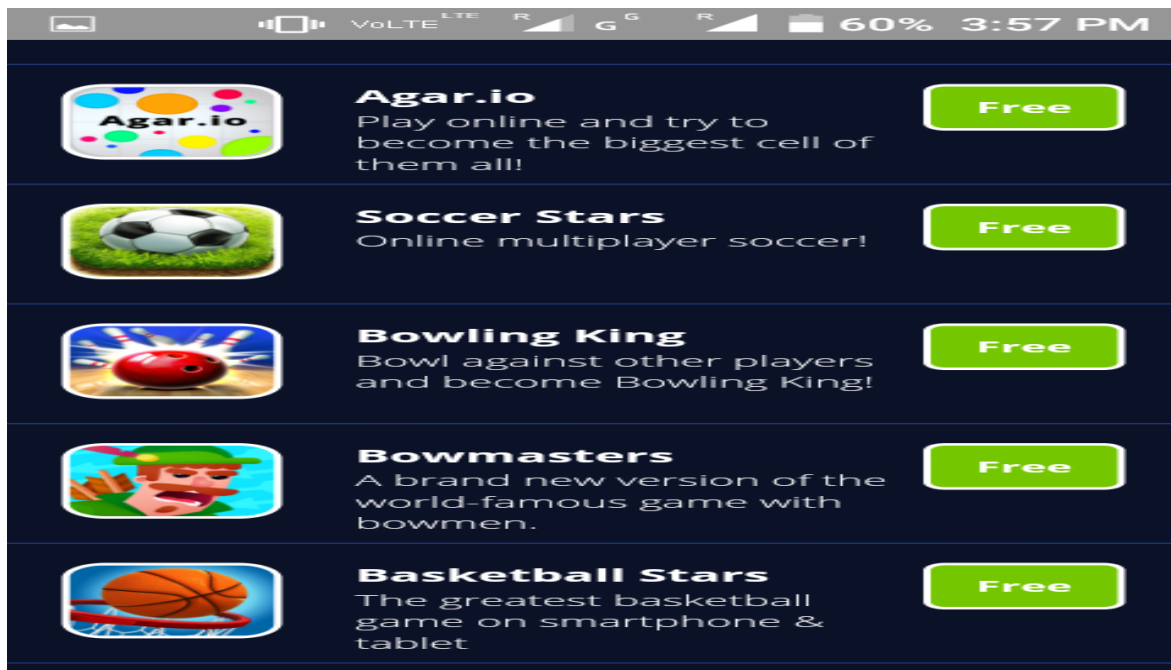 VoLTE LTE R G G R 60% 3:57 PM
Agar.io
Agar.io
Free
Play online and try to
become the biggest cell of
them all!
Soccer Stars
Free
Online multiplayer soccer!
Bowling King
Free
Bowl against other players
and become Bowling King!
Bowmasters
Free
A brand new version of the
world-famous game with
bowmen.
Basketball Stars
Free
The greatest basketball
game on smartphone &
tablet